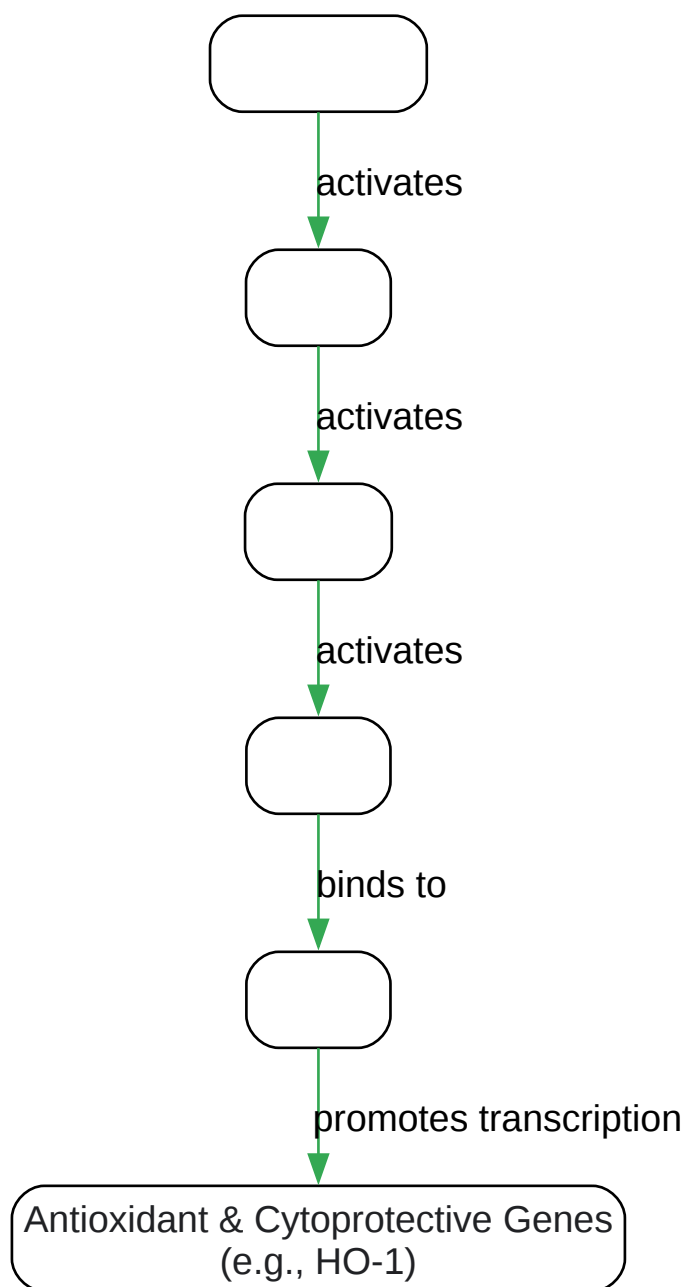 activates
activates
activates
binds to
promotes transcription
Antioxidant & Cytoprotective Genes
(e.g., HO-1)